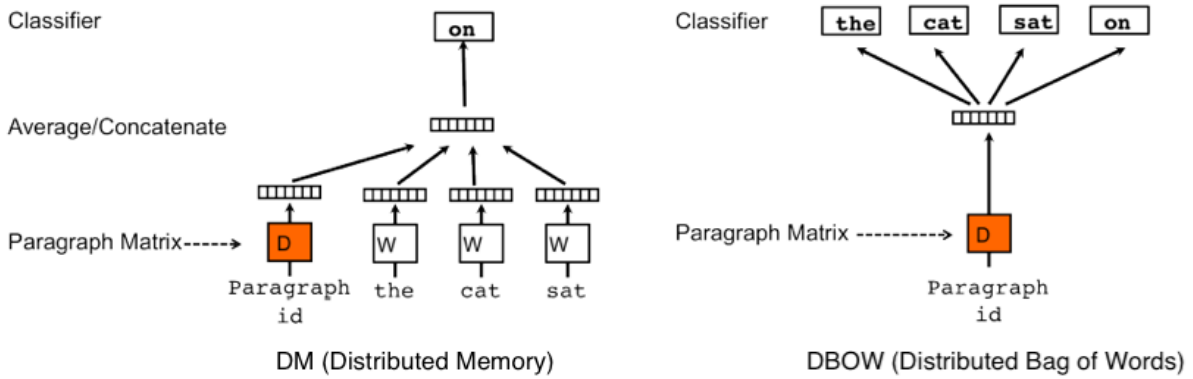 Classifier
on
Average/Concatenate
Paragraph Matrix
D
W
W
W
Paragraph
id
the
cat
sat
DM (Distributed Memory)
Classifier
the
cat
sat
on
Paragraph Matrix
D
Paragraph
id
DBOW (Distributed Bag of Words)